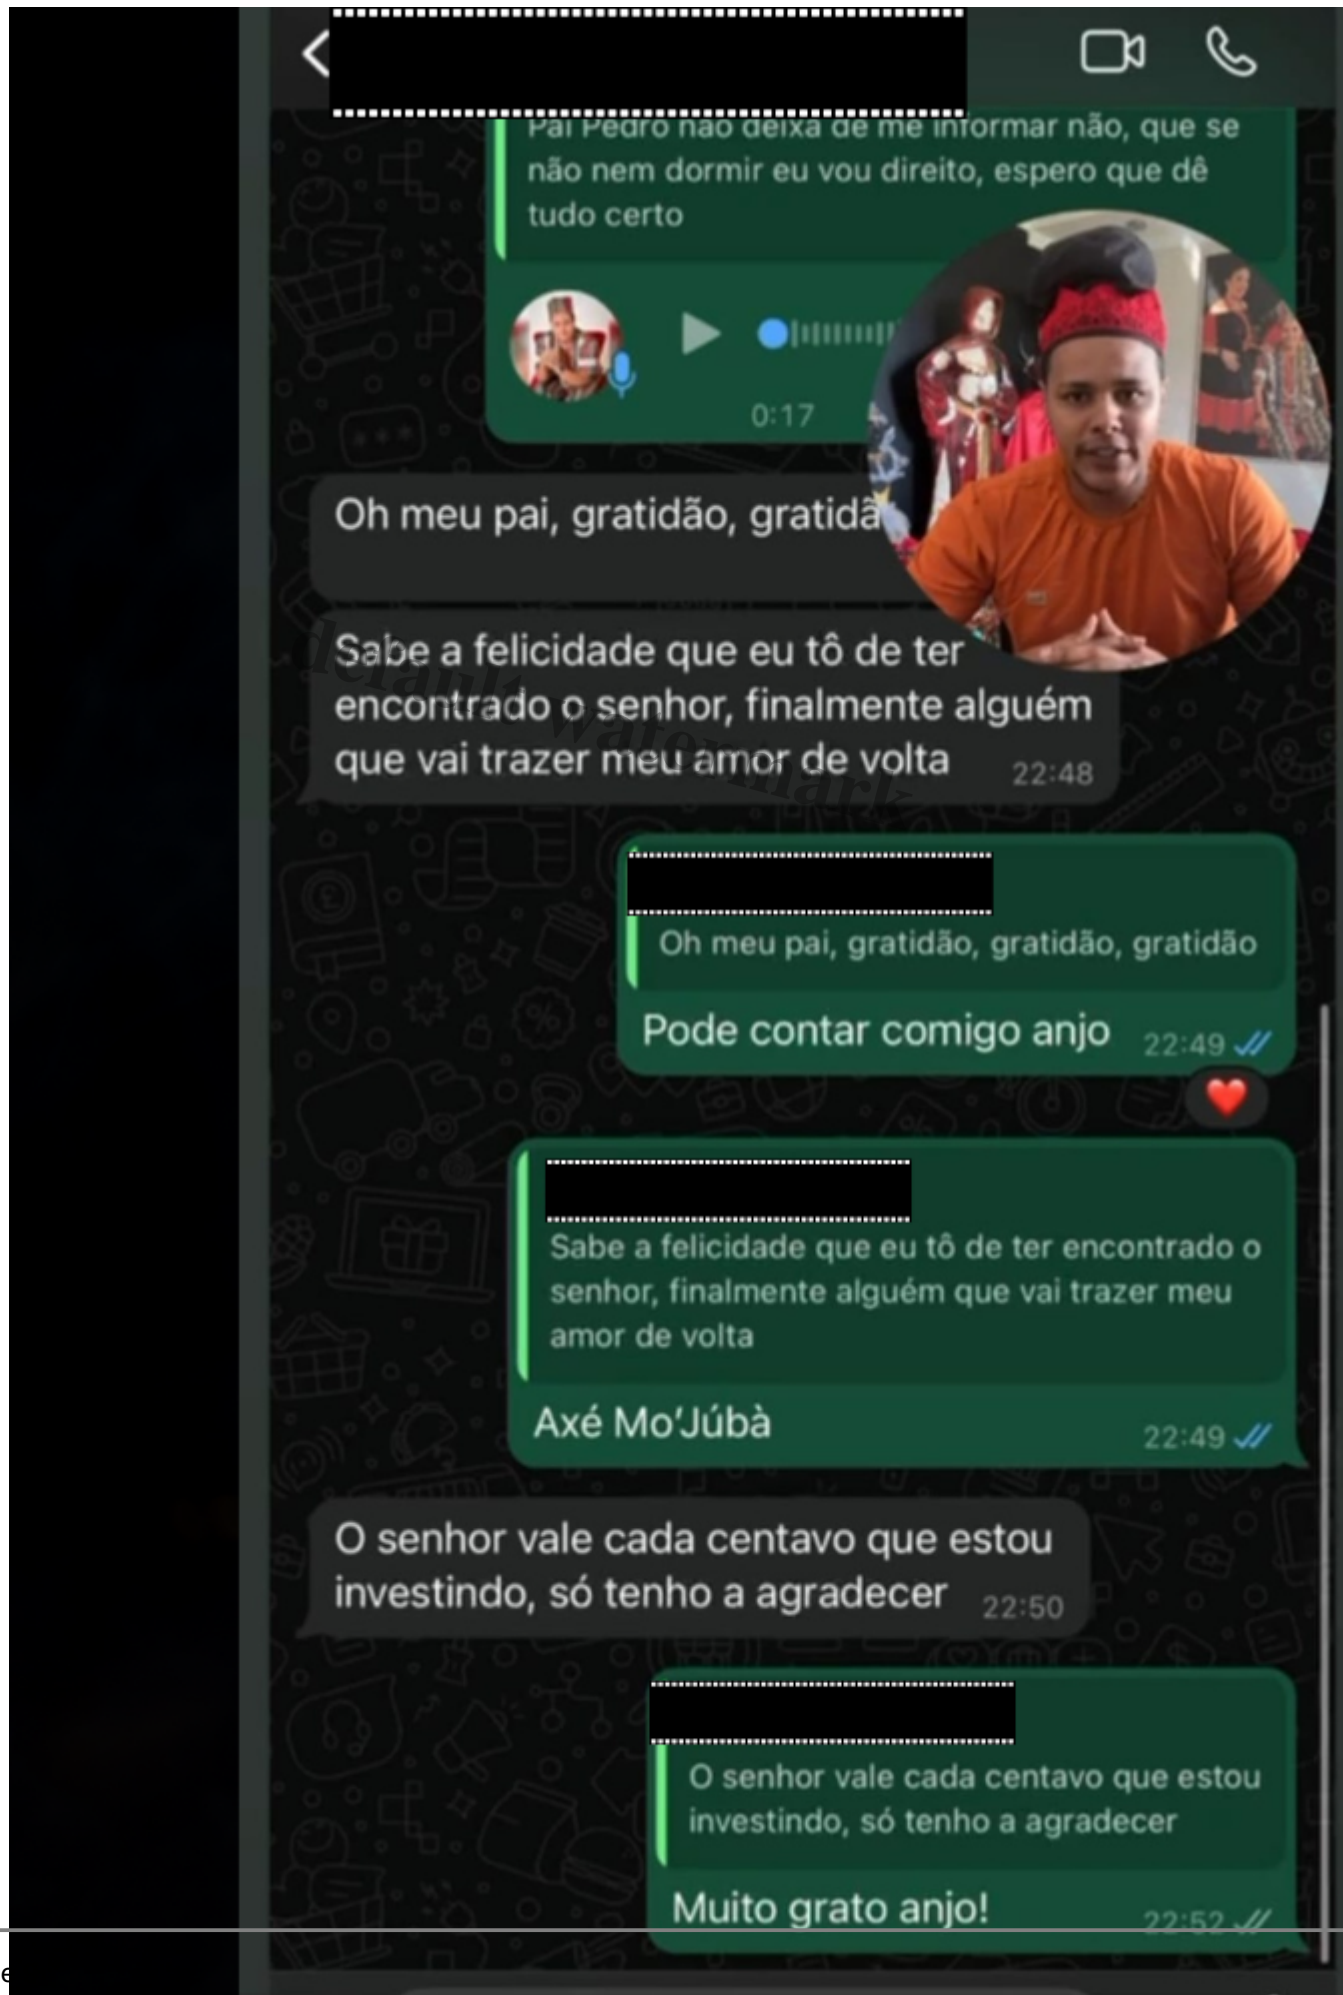 Pai Pedro não deixa de me informar não, que se
não nem dormir eu vou direito, espero que dê
tudo certo
0:17
Oh meu pai, gratidão, gratidã
Sabe a felicidade que eu tô de ter
encontrado o senhor, finalmente alguém
que vai trazer meu amor de volta 22:48
default watermark
Oh meu pai, gratidão, gratidão, gratidão
Pode contar comigo anjo 22:49
Sabe a felicidade que eu tô de ter encontrado o
senhor, finalmente alguém que vai trazer meu
amor de volta
Axé Mo'Júbà 22:49
O senhor vale cada centavo que estou
investindo, só tenho a agradecer 22:50
O senhor vale cada centavo que estou
investindo, só tenho a agradecer
Muito grato anjo! 22:52
e